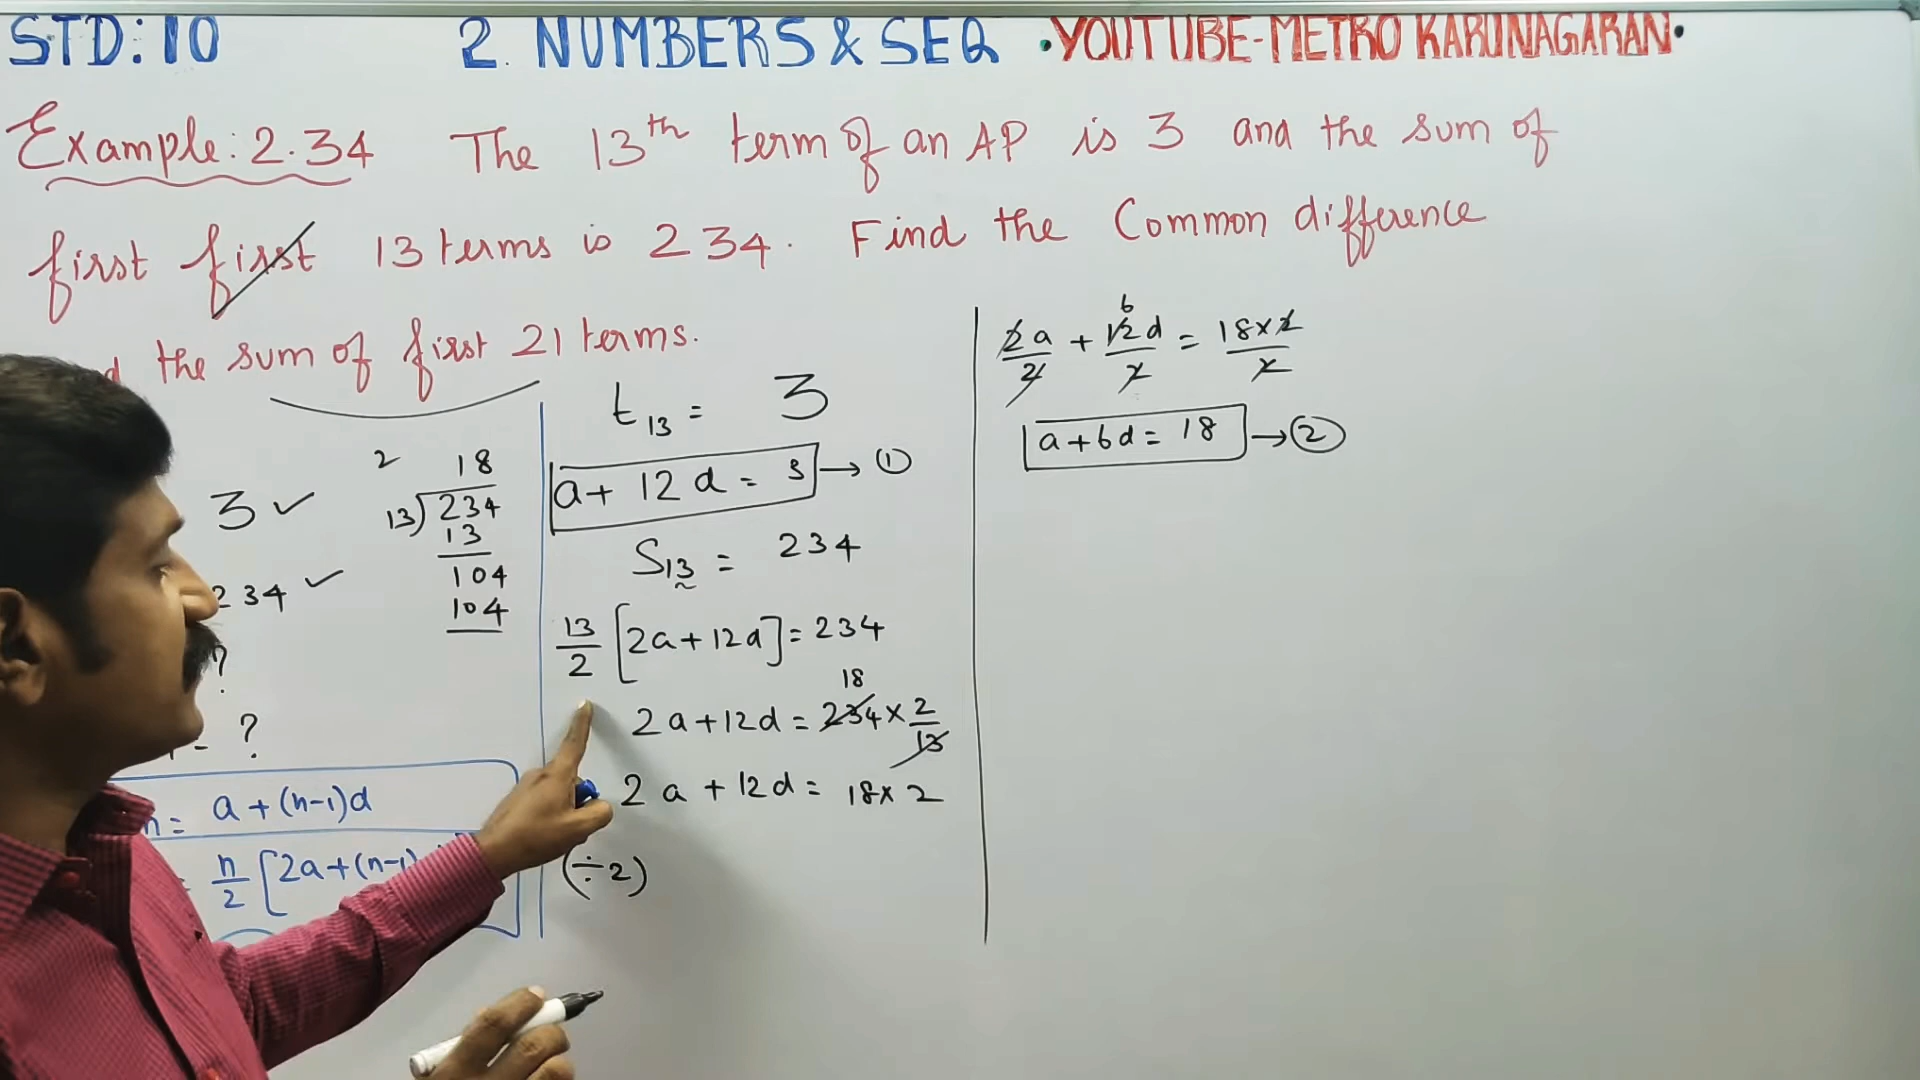 STD: 10 2. NUMBERS & SEQ •YOUTUBE-METRO KARUNAGARAN•
Example: 2.34 The 13th term of an AP is 3 and the sum of
first first 13 terms is 234. Find the Common difference
the sum of first 21 terms.
3 ✓
234 ✓
?
?
a + (n-1)d
n/2 [2a+(n-1)
2 18
13) 234
13
104
104
t13 = 3
a + 12d = 3 → ①
S13 = 234
13/2 [2a + 12d] = 234
18
2a + 12d = 234 × 2/13
2a + 12d = 18 × 2
(÷2)
6
2a/2 + 12d/2 = 18×2/2
a + 6d = 18 → ②